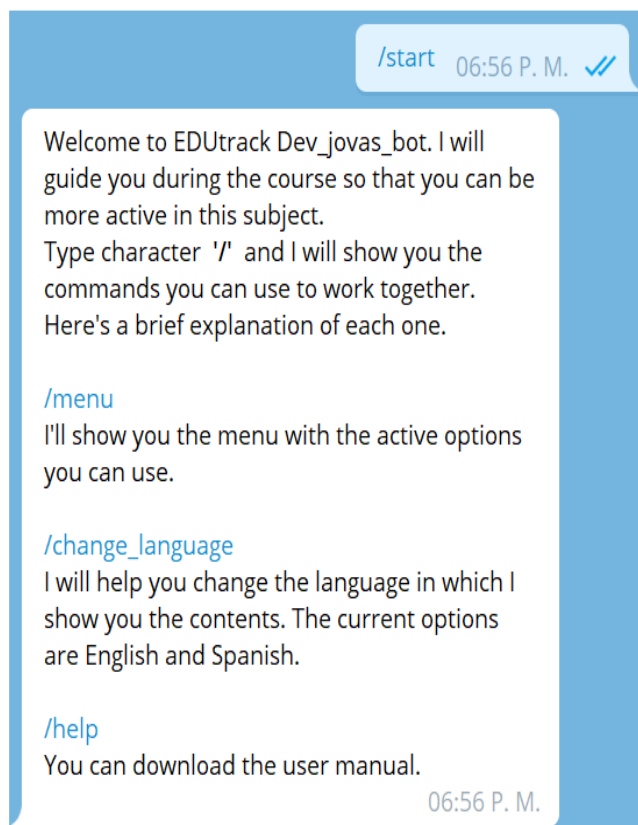 /start 06:56 P. M.
Welcome to EDUtrack Dev_jovas_bot. I will
guide you during the course so that you can be
more active in this subject.
Type character '/' and I will show you the
commands you can use to work together.
Here's a brief explanation of each one.
/menu
I'll show you the menu with the active options
you can use.
/change_language
I will help you change the language in which I
show you the contents. The current options
are English and Spanish.
/help
You can download the user manual.
06:56 P. M.